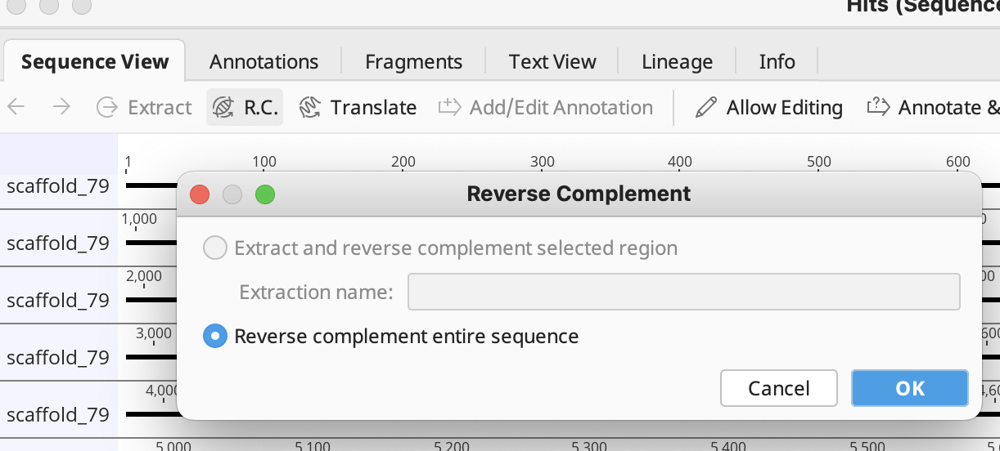 Hits (Sequence
Sequence View Annotations Fragments Text View Lineage Info
Extract R.C. Translate Add/Edit Annotation Allow Editing Annotate &
1 100 200 300 400 500 600
scaffold_79
Reverse Complement
1,000
scaffold_79
Extract and reverse complement selected region
2,000
Extraction name:
scaffold_79
3,000
Reverse complement entire sequence
scaffold_79
4,000
Cancel OK
scaffold_79
5,000 5,100 5,200 5,300 5,400 5,500